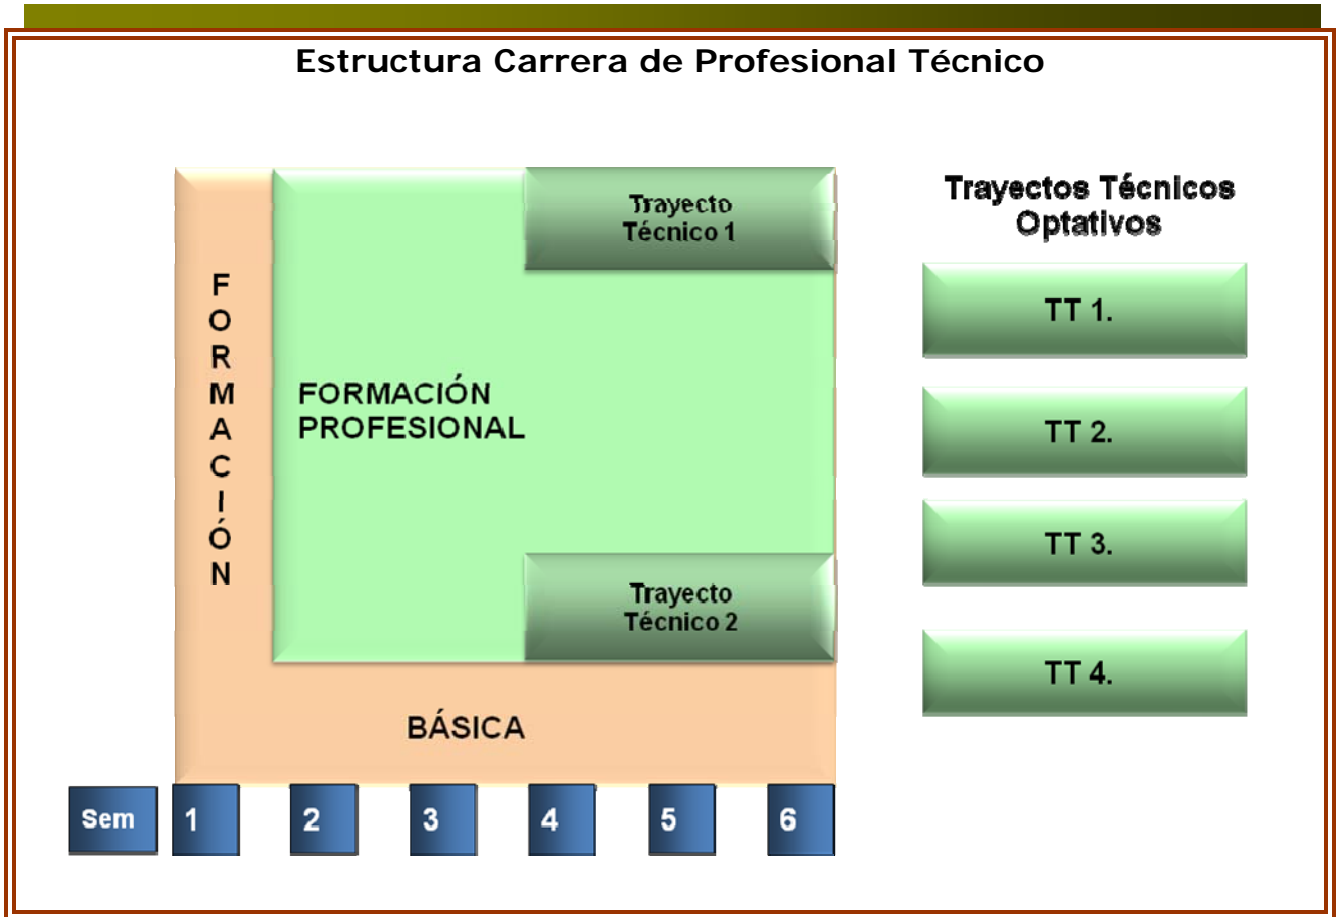 Estructura Carrera de Profesional Técnico
FORMACIÓN
FORMACIÓN
PROFESIONAL
Trayecto
Técnico 1
Trayecto
Técnico 2
BÁSICA
Sem
1
2
3
4
5
6
Trayectos Técnicos
Optativos
TT 1.
TT 2.
TT 3.
TT 4.